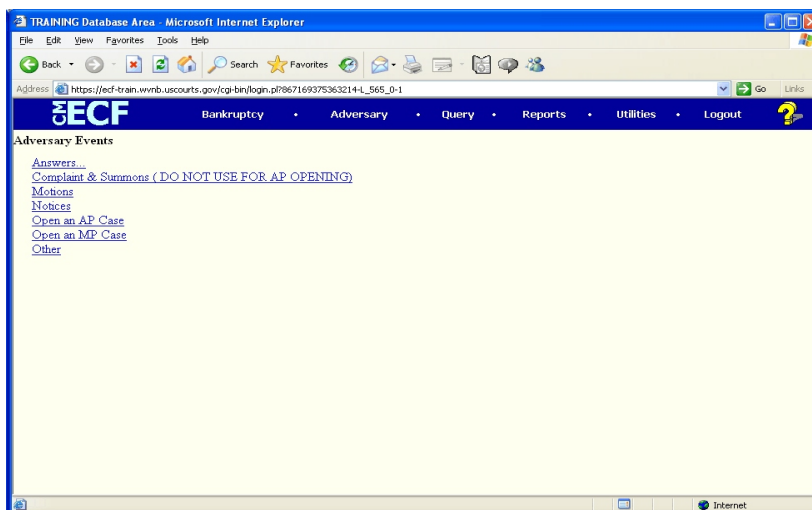 TRAINING Database Area - Microsoft Internet Explorer
File Edit View Favorites Tools Help
Back Search Favorites
Address https://ecf-train.wvnb.uscourts.gov/cgi-bin/login.pl?867169375363214-L_565_0-1 Go Links
CM ECF Bankruptcy • Adversary • Query • Reports • Utilities • Logout ?
Adversary Events
Answers...
Complaint & Summons ( DO NOT USE FOR AP OPENING)
Motions
Notices
Open an AP Case
Open an MP Case
Other
Internet